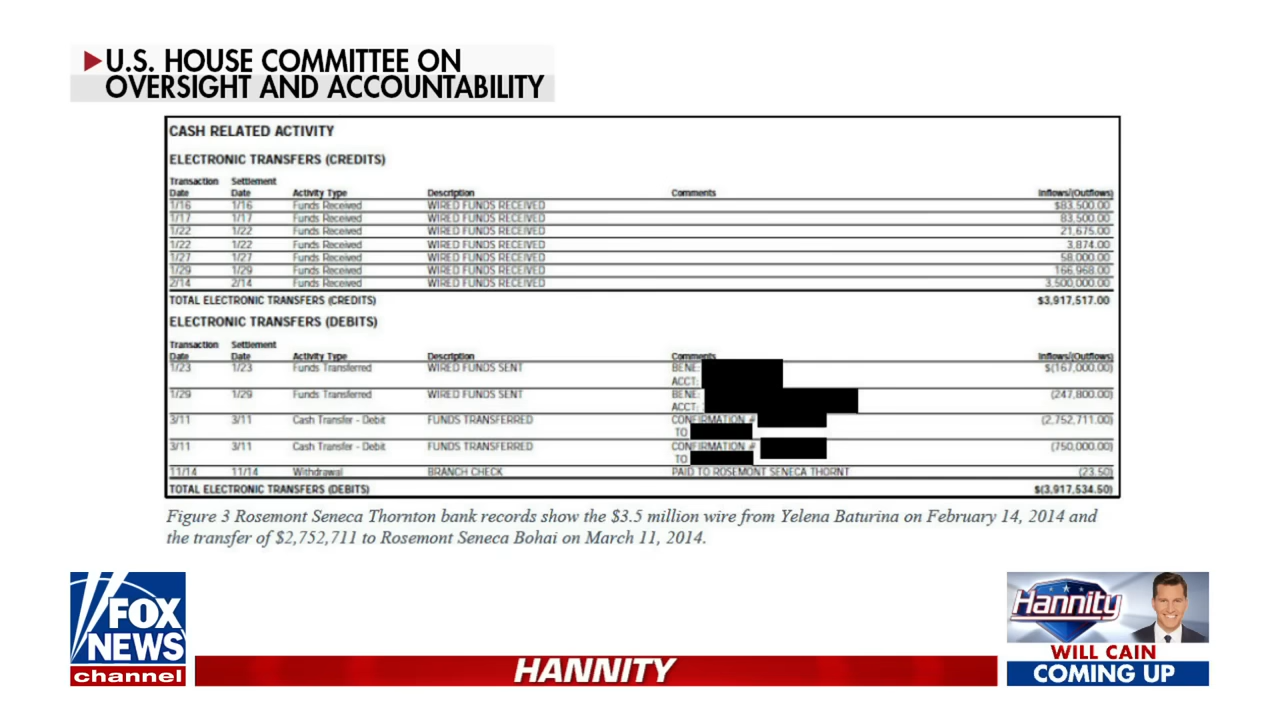 U.S. HOUSE COMMITTEE ON
OVERSIGHT AND ACCOUNTABILITY
CASH RELATED ACTIVITY
ELECTRONIC TRANSFERS (CREDITS)
Transaction Settlement
Date Date Activity Type Description Comments Inflows/(Outflows)
1/16 1/16 Funds Received WIRED FUNDS RECEIVED $83,500.00
1/17 1/17 Funds Received WIRED FUNDS RECEIVED 83,500.00
1/22 1/22 Funds Received WIRED FUNDS RECEIVED 21,675.00
1/22 1/22 Funds Received WIRED FUNDS RECEIVED 3,874.00
1/27 1/27 Funds Received WIRED FUNDS RECEIVED 58,000.00
1/29 1/29 Funds Received WIRED FUNDS RECEIVED 166,968.00
2/14 2/14 Funds Received WIRED FUNDS RECEIVED 3,500,000.00
TOTAL ELECTRONIC TRANSFERS (CREDITS) $3,917,517.00
ELECTRONIC TRANSFERS (DEBITS)
Transaction Settlement
Date Date Activity Type Description Comments Inflows/(Outflows)
1/23 1/23 Funds Transferred WIRED FUNDS SENT BENE: $(167,000.00)
ACCT:
1/29 1/29 Funds Transferred WIRED FUNDS SENT BENE: (247,800.00)
ACCT:
3/11 3/11 Cash Transfer - Debit FUNDS TRANSFERRED CONFIRMATION # (2,752,711.00)
TO
3/11 3/11 Cash Transfer - Debit FUNDS TRANSFERRED CONFIRMATION # (750,000.00)
TO
11/14 11/14 Withdrawal BRANCH CHECK PAID TO ROSEMONT SENECA THORNT (23.50)
TOTAL ELECTRONIC TRANSFERS (DEBITS) $(3,917,534.50)
Figure 3 Rosemont Seneca Thornton bank records show the $3.5 million wire from Yelena Baturina on February 14, 2014 and
the transfer of $2,752,711 to Rosemont Seneca Bohai on March 11, 2014.
FOX
NEWS
channel
HANNITY
Hannity
WILL CAIN
COMING UP